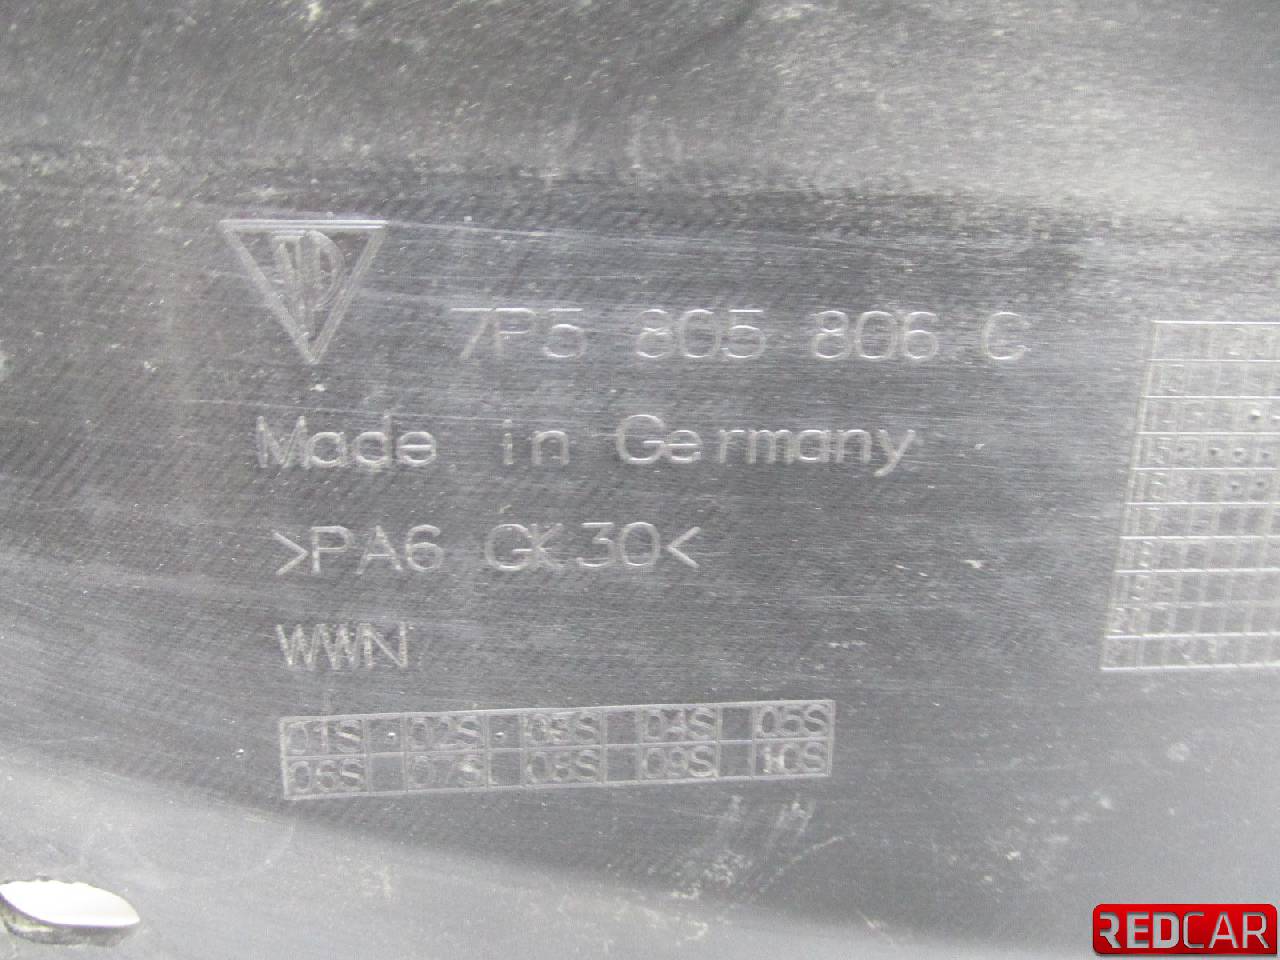 7P5 805 806 C
Made in Germany
>PA6 GK30<
WWN
01S 02S 03S 04S 05S
06S 07S 08S 09S 10S
REDCAR